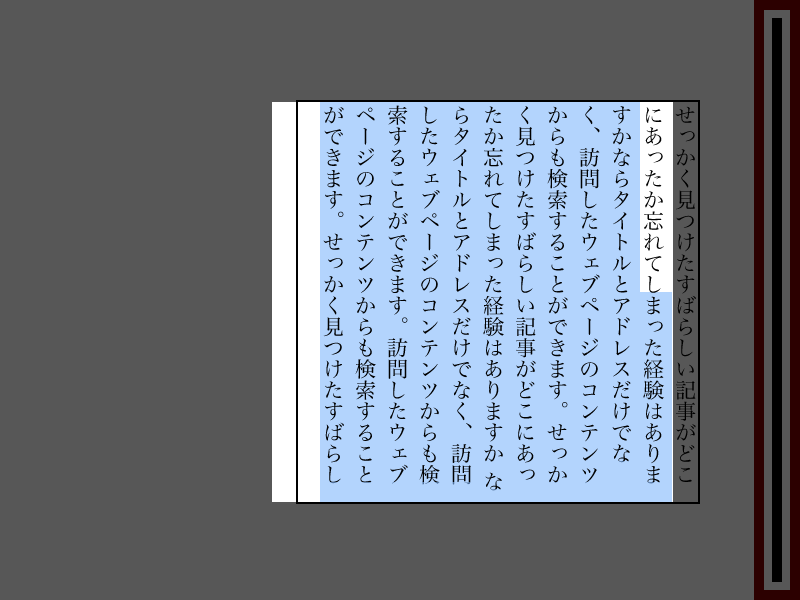 せっかく見つけたすばらしい記事がどこ
にあったか忘れてしまった経験はありま
すかならタイトルとアドレスだけでな
く、訪問したウェブページのコンテンツ
からも検索することができます。せっか
く見つけたすばらしい記事がどこにあっ
たか忘れてしまった経験はありますか な
らタイトルとアドレスだけでなく、訪問
したウェブページのコンテンツからも検
索することができます。訪問したウェブ
ページのコンテンツからも検索すること
ができます。せっかく見つけたすばらし